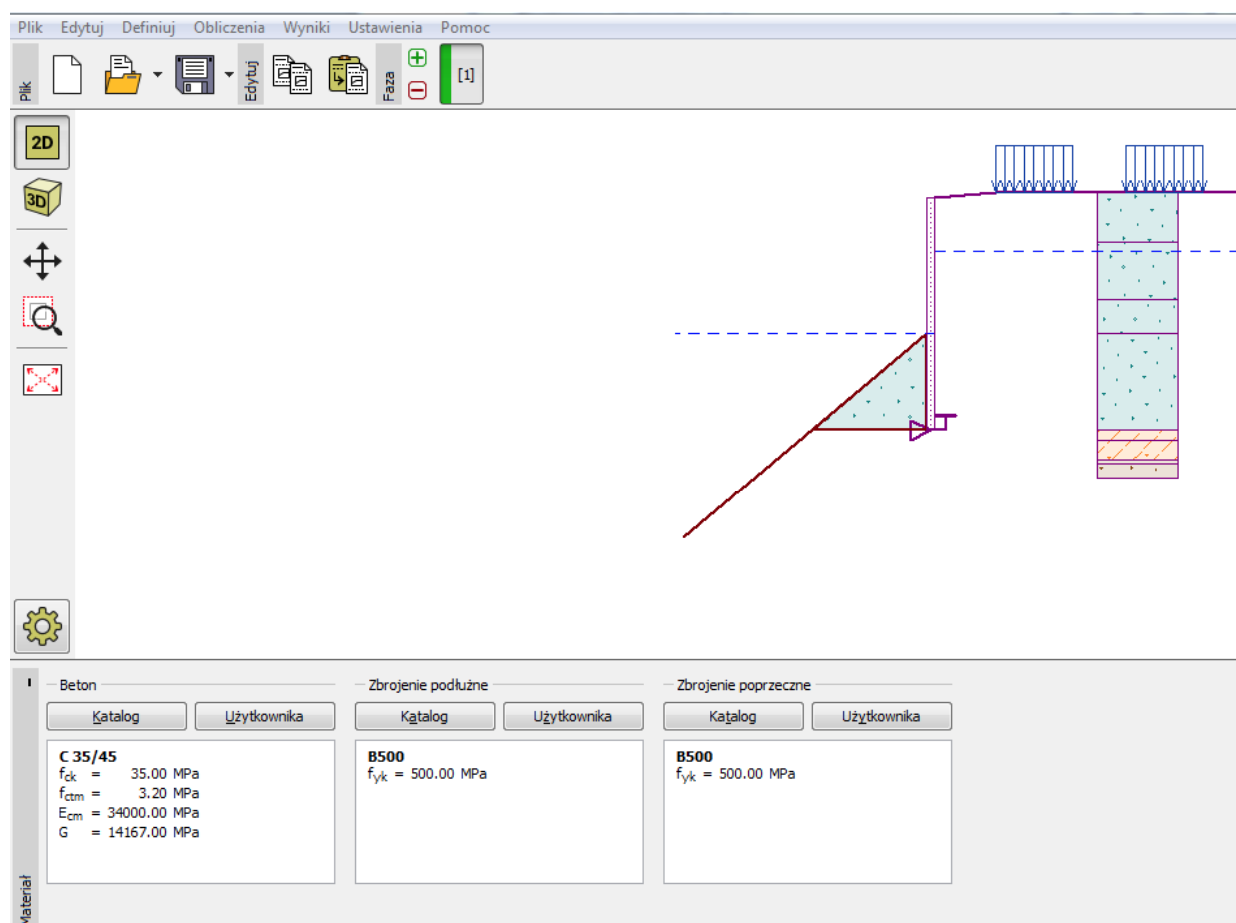 Plik Edytuj Definiuj Obliczenia Wyniki Ustawienia Pomoc
Plik
Edytuj
Faza
[1]
2D
3D
Beton
Katalog Użytkownika
C 35/45
fck = 35.00 MPa
fctm = 3.20 MPa
Ecm = 34000.00 MPa
G = 14167.00 MPa
Zbrojenie podłużne
Katalog Użytkownika
B500
fyk = 500.00 MPa
Zbrojenie poprzeczne
Katalog Użytkownika
B500
fyk = 500.00 MPa
Materiał